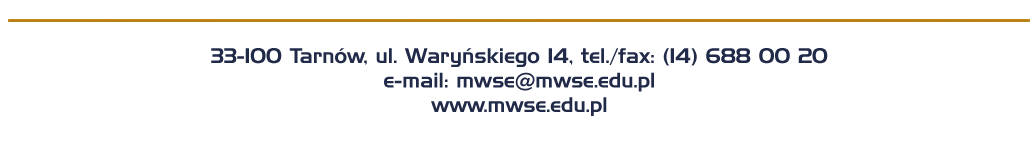 33-100 Tarnów, ul. Waryńskiego 14, tel./fax: (14) 688 00 20
e-mail: mwse@mwse.edu.pl
www.mwse.edu.pl